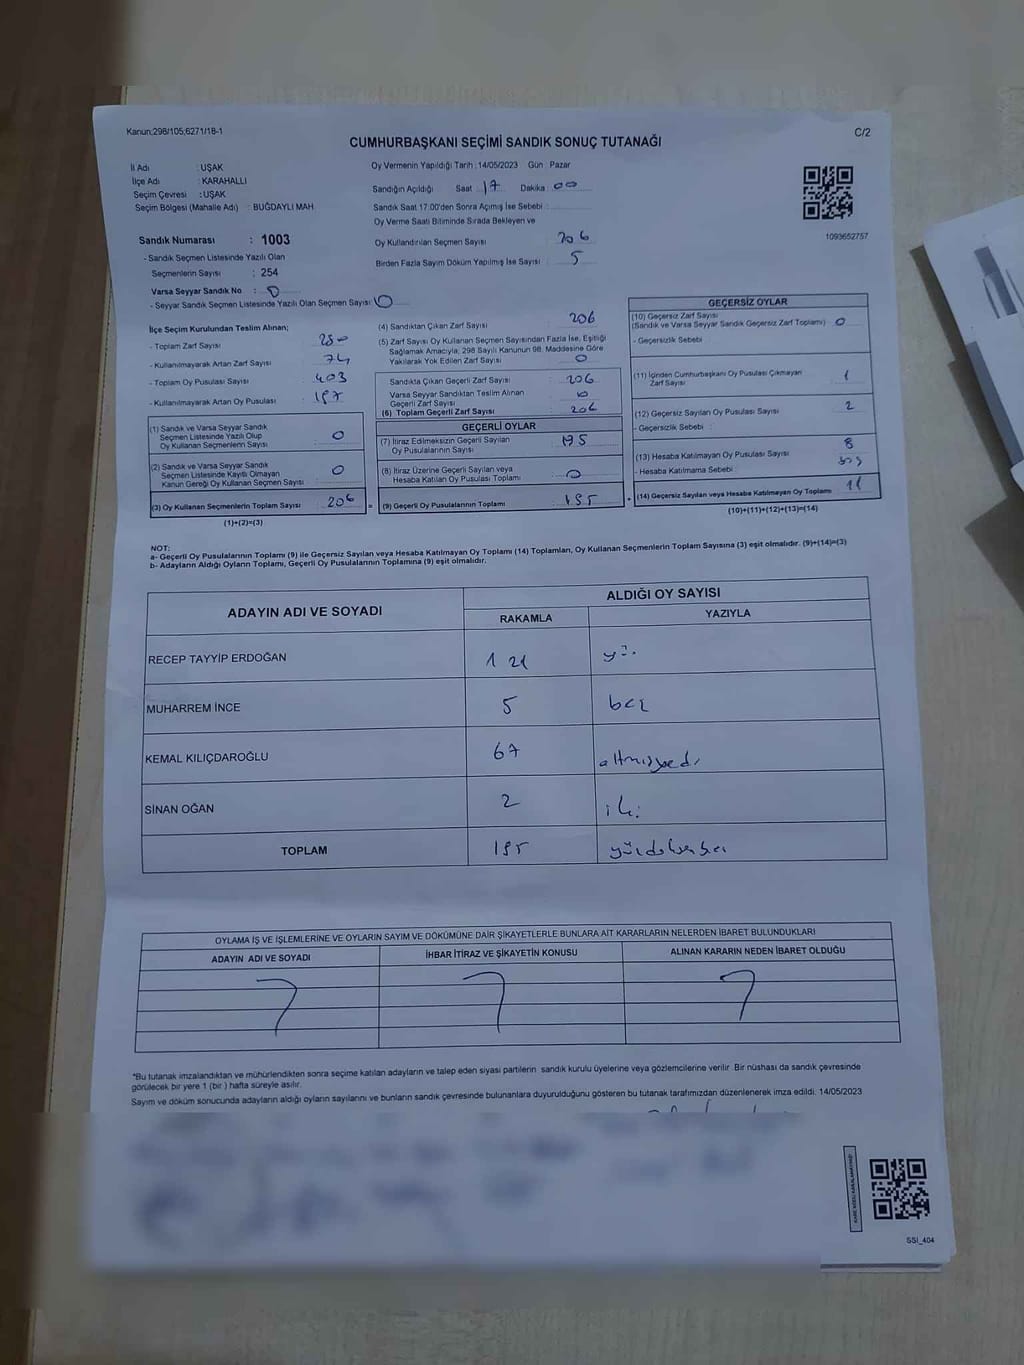 Kanun;298/105;6271/18-1
C/2
CUMHURBAŞKANI SEÇİMİ SANDIK SONUÇ TUTANAĞI
İl Adı : UŞAK
İlçe Adı : KARAHALLI
Seçim Çevresi : UŞAK
Seçim Bölgesi (Mahalle Adı) : BUĞDAYLI MAH.
Sandık Numarası : 1003
- Sandık Seçmen Listesinde Yazılı Olan
Seçmenlerin Sayısı : 254
Varsa Seyyar Sandık No : 0
- Seyyar Sandık Seçmen Listesinde Yazılı Olan Seçmen Sayısı 0
Oy Vermenin Yapıldığı Tarih : 14/05/2023 Gün : Pazar
Sandığın Açıldığı Saat 17 Dakika 00
Sandık Saat 17:00'den Sonra Açımış İse Sebebi :
Oy Verme Saati Bitiminde Sırada Bekleyen ve
Oy Kullandırılan Seçmen Sayısı 206
Birden Fazla Sayım Döküm Yapılmış İse Sayısı 5
1093652757
İlçe Seçim Kurulundan Teslim Alınan;
- Toplam Zarf Sayısı : 280
- Kullanılmayarak Artan Zarf Sayısı : 74
- Toplam Oy Pusulası Sayısı : 403
- Kullanılmayarak Artan Oy Pusulası : 197
(1) Sandık ve Varsa Seyyar Sandık
Seçmen Listesinde Yazılı Olup
Oy Kullanan Seçmenlerin Sayısı : 0
(2) Sandık ve Varsa Seyyar Sandık
Seçmen Listesinde Kayıtlı Olmayan
Kanun Gereği Oy Kullanan Seçmen Sayısı : 0
(3) Oy Kullanan Seçmenlerin Toplam Sayısı : 206
(1)+(2)=(3)
(4) Sandıktan Çıkan Zarf Sayısı : 206
(5) Zarf Sayısı Oy Kullanan Seçmen Sayısından Fazla İse, Eşitliği
Sağlamak Amacıyla; 298 Sayılı Kanunun 98. Maddesine Göre
Yakılarak Yok Edilen Zarf Sayısı : 0
Sandıkta Çıkan Geçerli Zarf Sayısı : 206
Varsa Seyyar Sandıktan Teslim Alınan
Geçerli Zarf Sayısı
(6) Toplam Geçerli Zarf Sayısı : 206
GEÇERLİ OYLAR
(7) İtiraz Edilmeksizin Geçerli Sayılan
Oy Pusulalarının Sayısı : 195
(8) İtiraz Üzerine Geçerli Sayılan veya
Hesaba Katılan Oy Pusulası Toplamı : 0
(9) Geçerli Oy Pusulalarının Toplamı : 195
GEÇERSİZ OYLAR
(10) Geçersiz Zarf Sayısı
(Sandık ve Varsa Seyyar Sandık Geçersiz Zarf Toplamı) : 0
- Geçersizlik Sebebi :
(11) İçinden Cumhurbaşkanı Oy Pusulası Çıkmayan
Zarf Sayısı : 1
(12) Geçersiz Sayılan Oy Pusulası Sayısı : 2
- Geçersizlik Sebebi :
(13) Hesaba Katılmayan Oy Pusulası Sayısı : 8
- Hesaba Katılmama Sebebi :
(14) Geçersiz Sayılan veya Hesaba Katılmayan Oy Toplamı : 11
(10)+(11)+(12)+(13)=(14)
NOT:
a- Geçerli Oy Pusulalarının Toplamı (9) ile Geçersiz Sayılan veya Hesaba Katılmayan Oy Toplamı (14) Toplamları, Oy Kullanan Seçmenlerin Toplam Sayısına (3) eşit olmalıdır. (9)+(14)=(3)
b- Adayların Aldığı Oyların Toplamı, Geçerli Oy Pusulalarının Toplamına (9) eşit olmalıdır.
ADAYIN ADI VE SOYADI
ALDIĞI OY SAYISI
RAKAMLA YAZIYLA
RECEP TAYYİP ERDOĞAN 121
MUHARREM İNCE 5 beş
KEMAL KILIÇDAROĞLU 67 altmışyedi
SİNAN OĞAN 2 iki
TOPLAM 195 yüzdoksanbeş
OYLAMA İŞ VE İŞLEMLERİNE VE OYLARIN SAYIM VE DÖKÜMÜNE DAİR ŞİKAYETLERLE BUNLARA AİT KARARLARIN NELERDEN İBARET BULUNDUKLARI
ADAYIN ADI VE SOYADI İHBAR İTİRAZ VE ŞİKAYETİN KONUSU ALINAN KARARIN NEDEN İBARET OLDUĞU
*Bu tutanak imzalandıktan ve mühürlendikten sonra seçime katılan adayların ve talep eden siyasi partilerin sandık kurulu üyelerine veya gözlemcilerine verilir. Bir nüshası da sandık çevresinde
görülecek bir yere 1 (bir ) hafta süreyle asılır.
Sayım ve döküm sonucunda adayların aldığı oyların sayılarını ve bunların sandık çevresinde bulunanlara duyurulduğunu gösteren bu tutanak tarafımızdan düzenlenerek imza edildi. 14/05/2023
SSİ_404